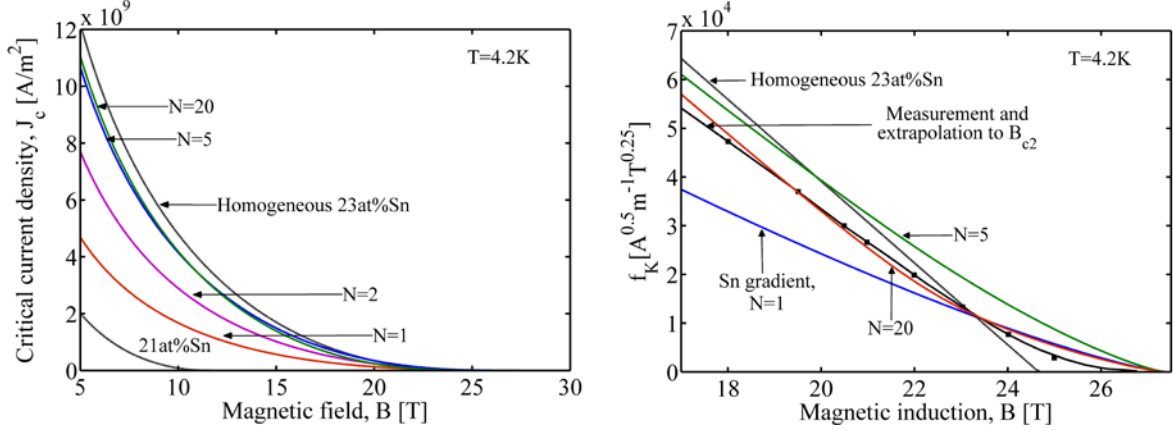 x 10⁹
12
10
8
6
4
2
0
5
10
15
20
25
30
Critical current density, J_c [A/m²]
Magnetic field, B [T]
T=4.2K
N=20
N=5
Homogeneous 23at%Sn
N=2
N=1
21at%Sn
x 10⁴
7
6
5
4
3
2
1
0
18
20
22
24
26
f_K[A^0.5 m^-1 T^0.25]
Magnetic induction, B [T]
T=4.2K
Homogeneous 23at%Sn
Measurement and
extrapolation to B_c2
N=5
Sn gradient,
N=1
N=20